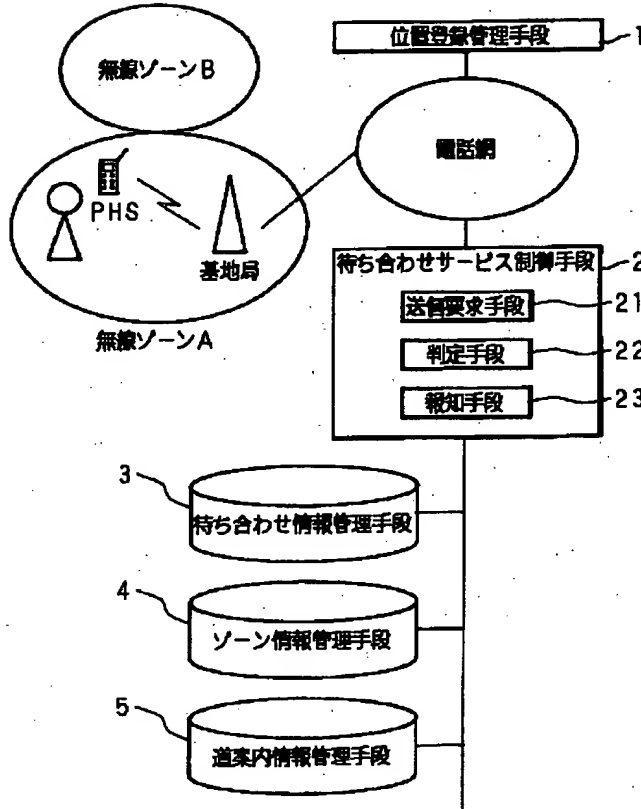 位置登録管理手段 1
無線ゾーンB
電話網
PHS
基地局
無線ゾーンA
待ち合わせサービス制御手段 2
送信要求手段 21
判定手段 22
報知手段 23
3
待ち合わせ情報管理手段
4
ゾーン情報管理手段
5
道案内情報管理手段